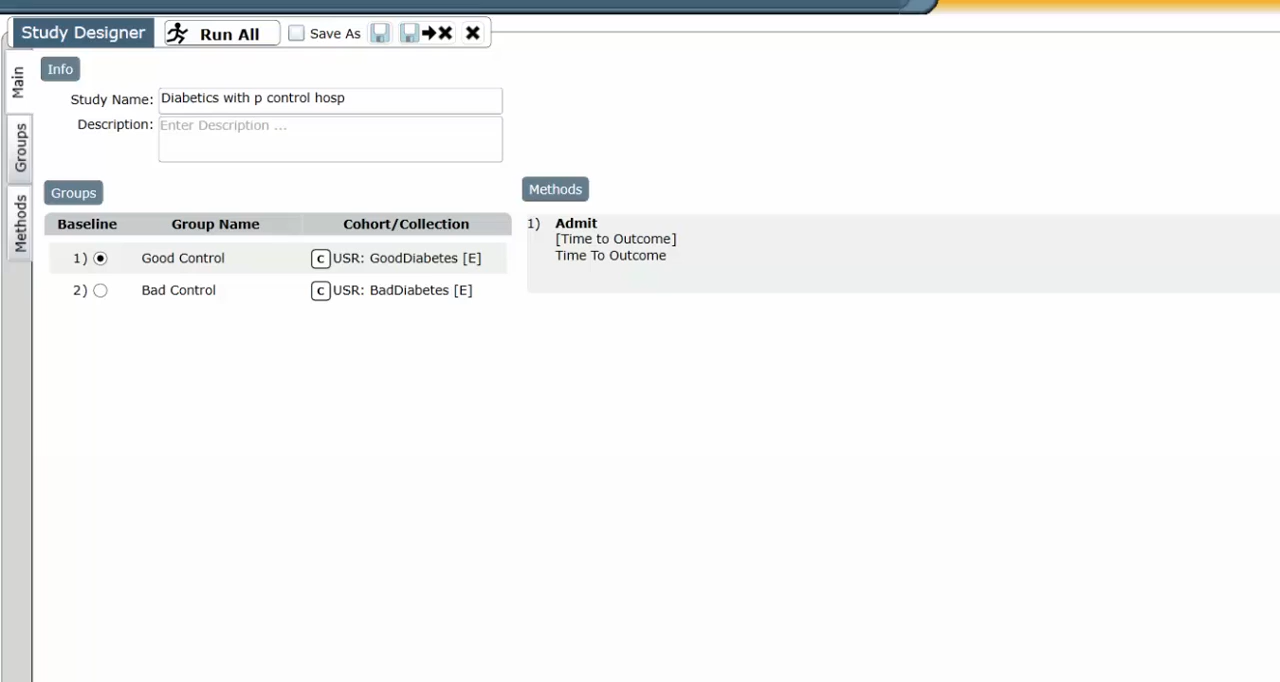 Study Designer Run All Save As
Main
Groups
Methods
Info
Study Name: Diabetics with p control hosp
Description: Enter Description ...
Groups
Baseline Group Name Cohort/Collection
1) Good Control C USR: GoodDiabetes [E]
2) Bad Control C USR: BadDiabetes [E]
Methods
1) Admit
[Time to Outcome]
Time To Outcome